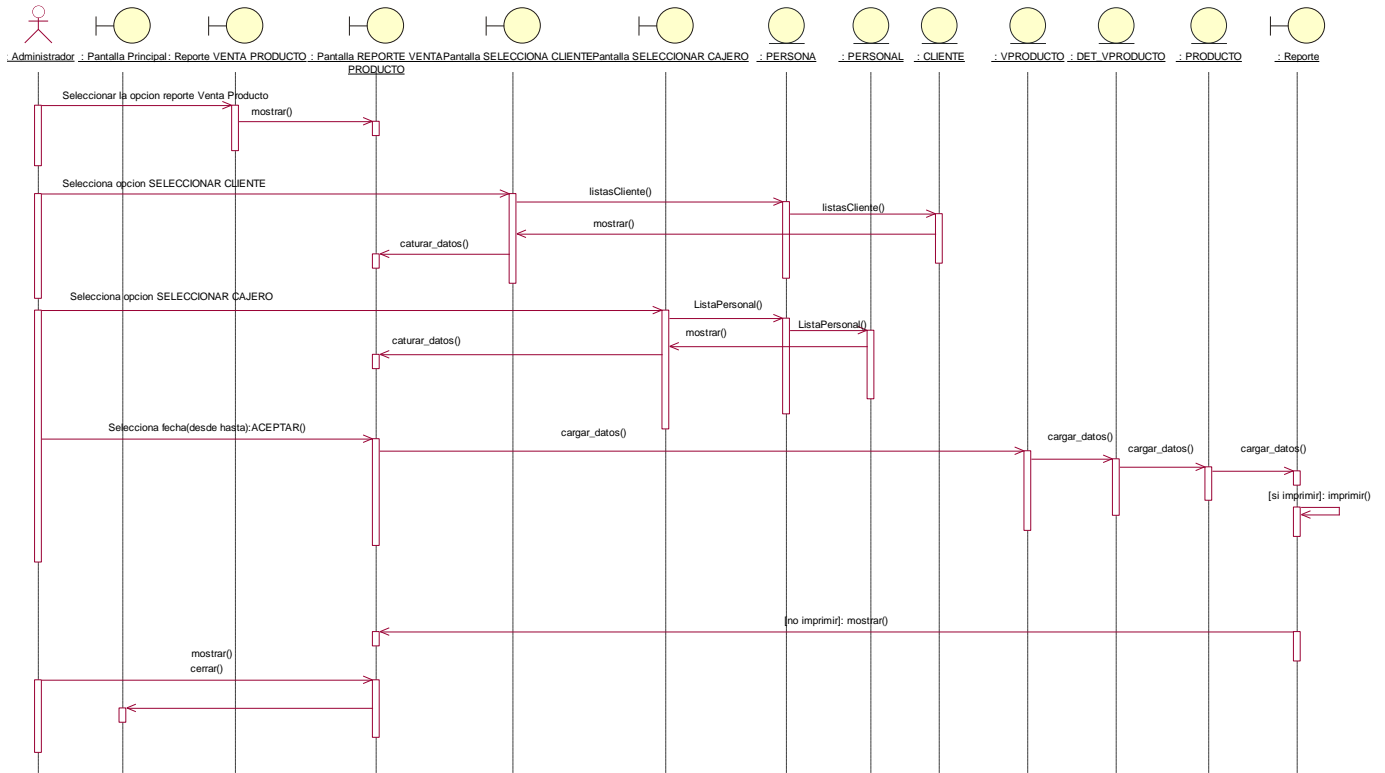 : Administrador : Pantalla Principal : Reporte VENTA PRODUCTO : Pantalla REPORTE VENTA Pantalla SELECCIONA CLIENTE Pantalla SELECCIONAR CAJERO : PERSONA : PERSONAL : CLIENTE : VPRODUCTO : DET_VPRODUCTO : PRODUCTO : Reporte
PRODUCTO
Seleccionar la opcion reporte Venta Producto
mostrar()
Selecciona opcion SELECCIONAR CLIENTE
listasCliente()
listasCliente()
mostrar()
caturar_datos()
Selecciona opcion SELECCIONAR CAJERO
ListaPersonal()
ListaPersonal()
mostrar()
caturar_datos()
Selecciona fecha(desde hasta):ACEPTAR()
cargar_datos()
cargar_datos()
cargar_datos()
cargar_datos()
[si imprimir]: imprimir()
[no imprimir]: mostrar()
mostrar()
cerrar()